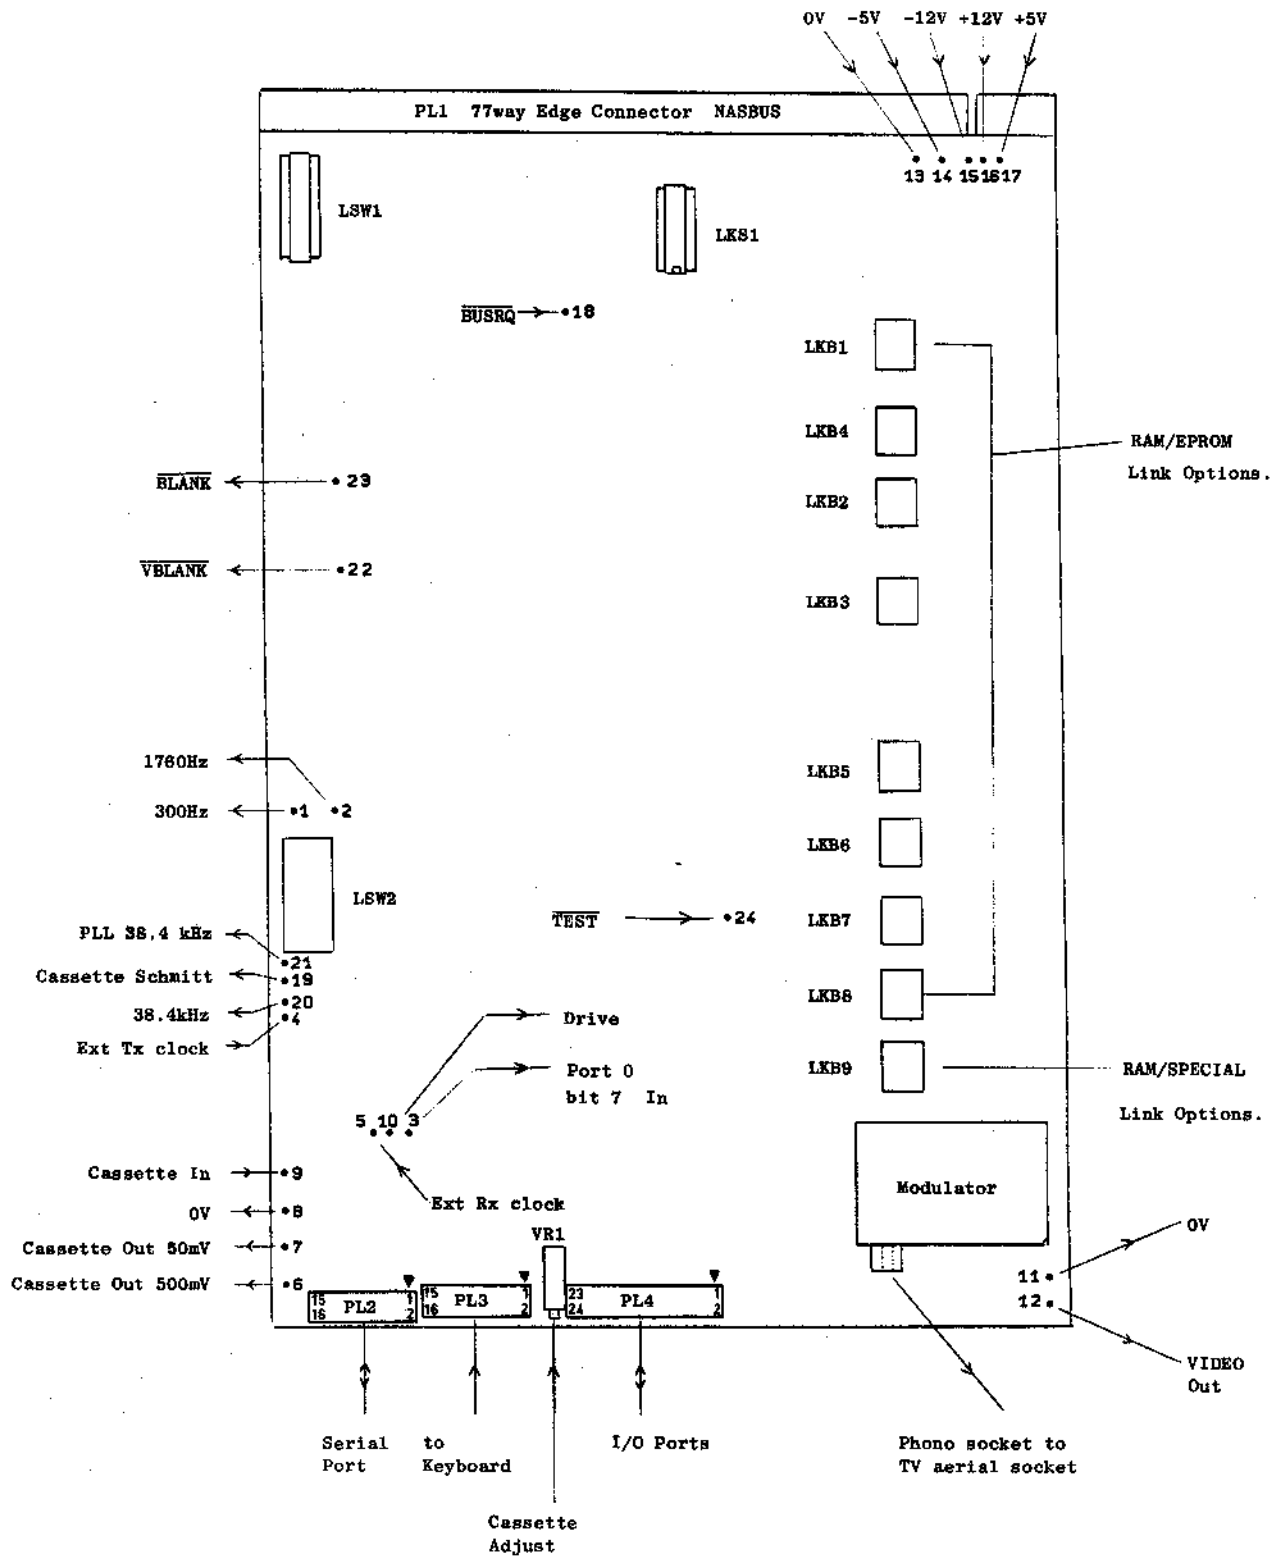 0V -5V -12V +12V +5V
PL1 77way Edge Connector NASBUS
13 14 15 16 17
LSW1
LKS1
BUSRQ 18
LKB1
LKB4
RAM/EPROM
Link Options.
BLANK 23
LKB2
VBLANK 22
LKB3
1760Hz
300Hz 1 2
LKB5
LKB6
LSW2
TEST 24
LKB7
PLL 38.4 kHz
21
Cassette Schmitt 19
20
38.4kHz
4
Ext Tx clock
LKB8
Drive
Port 0
bit 7 In
LKB9
RAM/SPECIAL
Link Options.
5 10 3
Cassette In 9
Ext Rx clock
Modulator
0V 8
0V
VR1
Cassette Out 50mV 7
Cassette Out 500mV 6
11
12
15 1
16 2
PL2
15 1
16 2
PL3
23 1
24 2
PL4
VIDEO
Out
Serial
Port
to
Keyboard
I/O Ports
Phono socket to
TV aerial socket
Cassette
Adjust